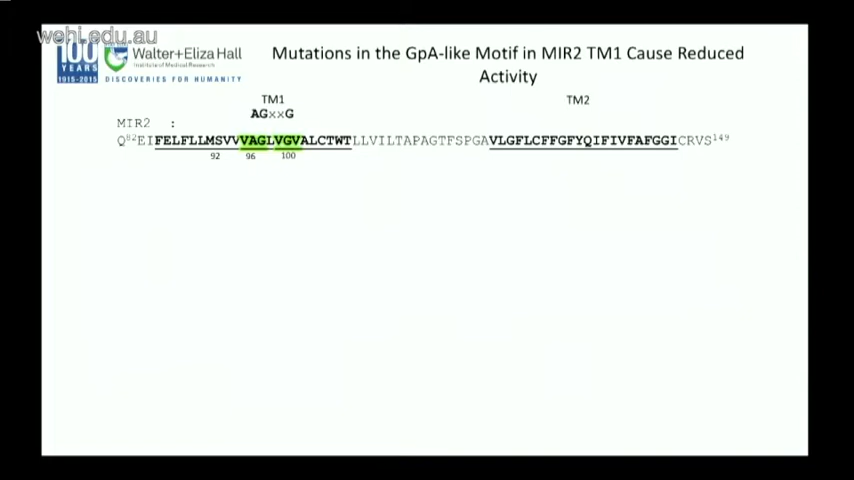 wehi.edu.au
100
YEARS
1915-2015
Walter+Eliza Hall
Institute of Medical Research
DISCOVERIES FOR HUMANITY
Mutations in the GpA-like Motif in MIR2 TM1 Cause Reduced
Activity
TM1
TM2
AGxxG
MIR2 :
Q82EIFELFLLMSVVVAGLVGVALCTWTLLVILTAPAGTFSPGAVLGFLCFFGFYQIFIVFAFGGICRVS149
92 96 100